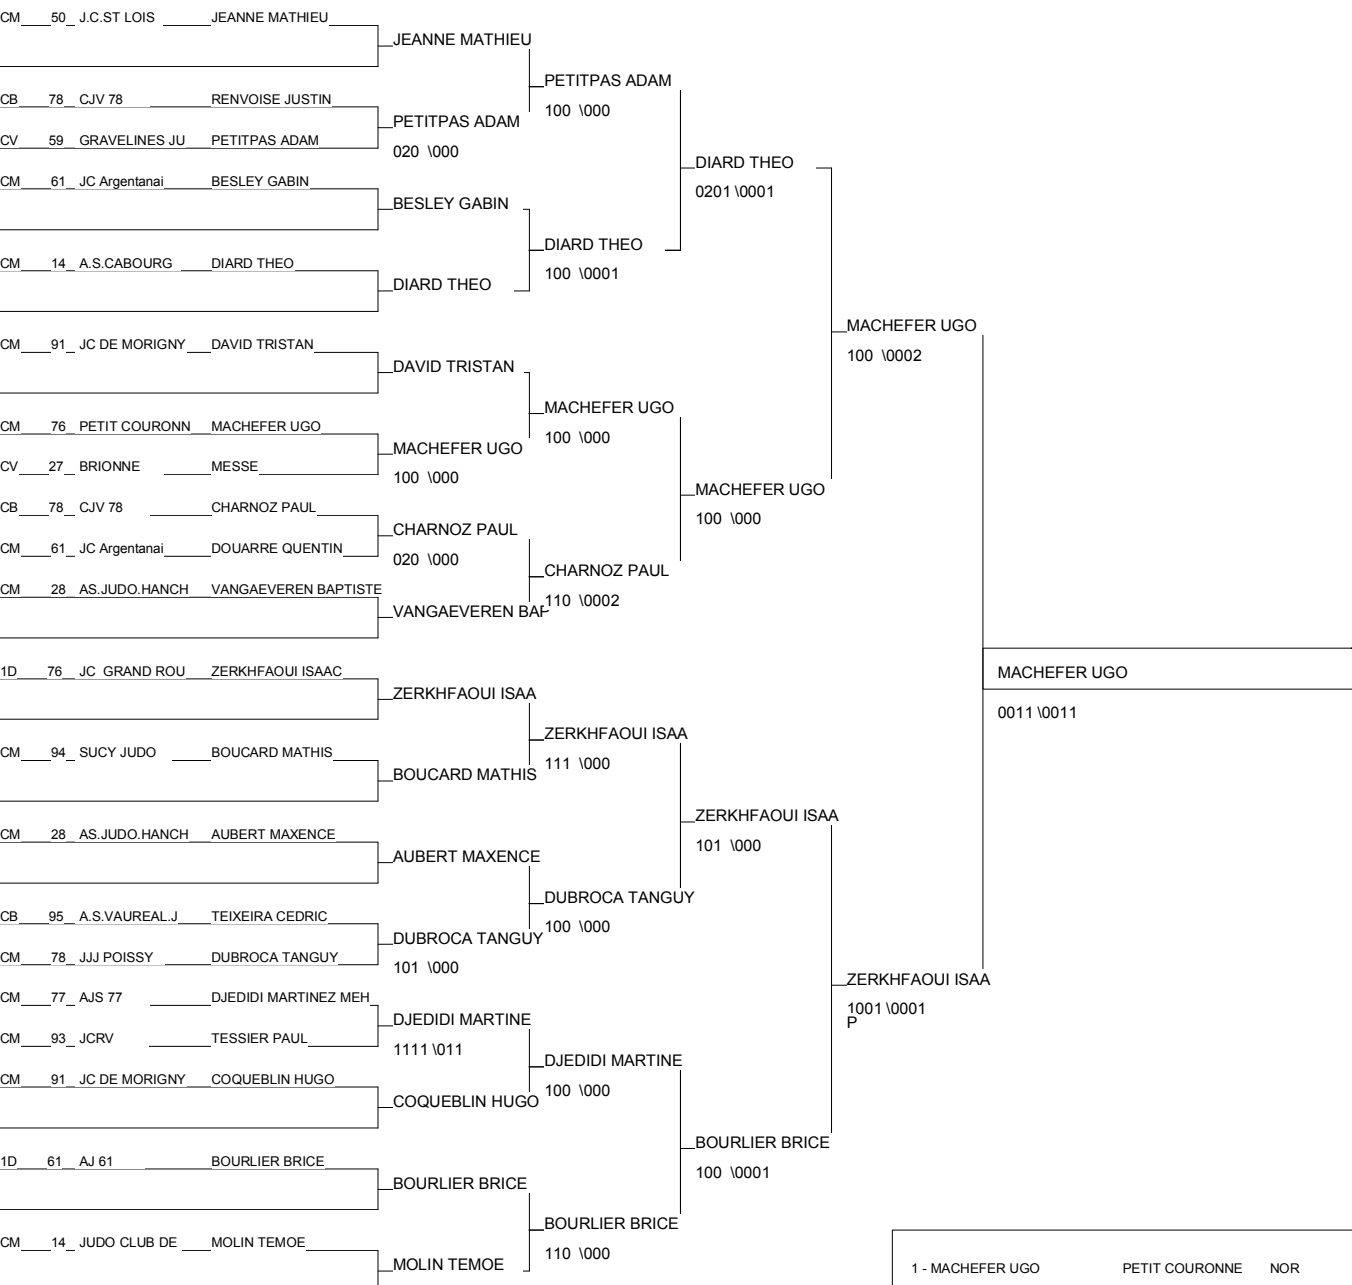 CM 50 J.C.ST LOIS JEANNE MATHIEU
JEANNE MATHIEU
PETITPAS ADAM
CB 78 CJV 78 RENVOISE JUSTIN
100 \000
PETITPAS ADAM
CV 59 GRAVELINES JU PETITPAS ADAM
020 \000
DIARD THEO
CM 61 JC Argentanai BESLEY GABIN
0201 \0001
BESLEY GABIN
DIARD THEO
CM 14 A.S.CABOURG DIARD THEO
100 \0001
DIARD THEO
MACHEFER UGO
CM 91 JC DE MORIGNY DAVID TRISTAN
100 \0002
DAVID TRISTAN
MACHEFER UGO
CM 76 PETIT COURONN MACHEFER UGO
100 \000
MACHEFER UGO
CV 27 BRIONNE MESSE
100 \000
MACHEFER UGO
CB 78 CJV 78 CHARNOZ PAUL
100 \000
CHARNOZ PAUL
CM 61 JC Argentanai DOUARRE QUENTIN
020 \000
CHARNOZ PAUL
CM 28 AS.JUDO.HANCH VANGAEVEREN BAPTISTE
110 \0002
VANGAEVEREN BAP
1D 76 JC GRAND ROU ZERKHFAOUI ISAAC
MACHEFER UGO
ZERKHFAOUI ISAA
0011 \0011
ZERKHFAOUI ISAA
CM 94 SUCY JUDO BOUCARD MATHIS
111 \000
BOUCARD MATHIS
ZERKHFAOUI ISAA
CM 28 AS.JUDO.HANCH AUBERT MAXENCE
101 \000
AUBERT MAXENCE
DUBROCA TANGUY
CB 95 A.S.VAUREAL.J TEIXEIRA CEDRIC
100 \000
DUBROCA TANGUY
CM 78 JJJ POISSY DUBROCA TANGUY
101 \000
ZERKHFAOUI ISAA
CM 77 AJS 77 DJEDIDI MARTINEZ MEH
1001 \0001
P
DJEDIDI MARTINE
CM 93 JCRV TESSIER PAUL
1111 \011
DJEDIDI MARTINE
CM 91 JC DE MORIGNY COQUEBLIN HUGO
100 \000
COQUEBLIN HUGO
BOURLIER BRICE
1D 61 AJ 61 BOURLIER BRICE
100 \0001
BOURLIER BRICE
BOURLIER BRICE
CM 14 JUDO CLUB DE MOLIN TEMOE
110 \000
MOLIN TEMOE
1 - MACHEFER UGO PETIT COURONNE NOR